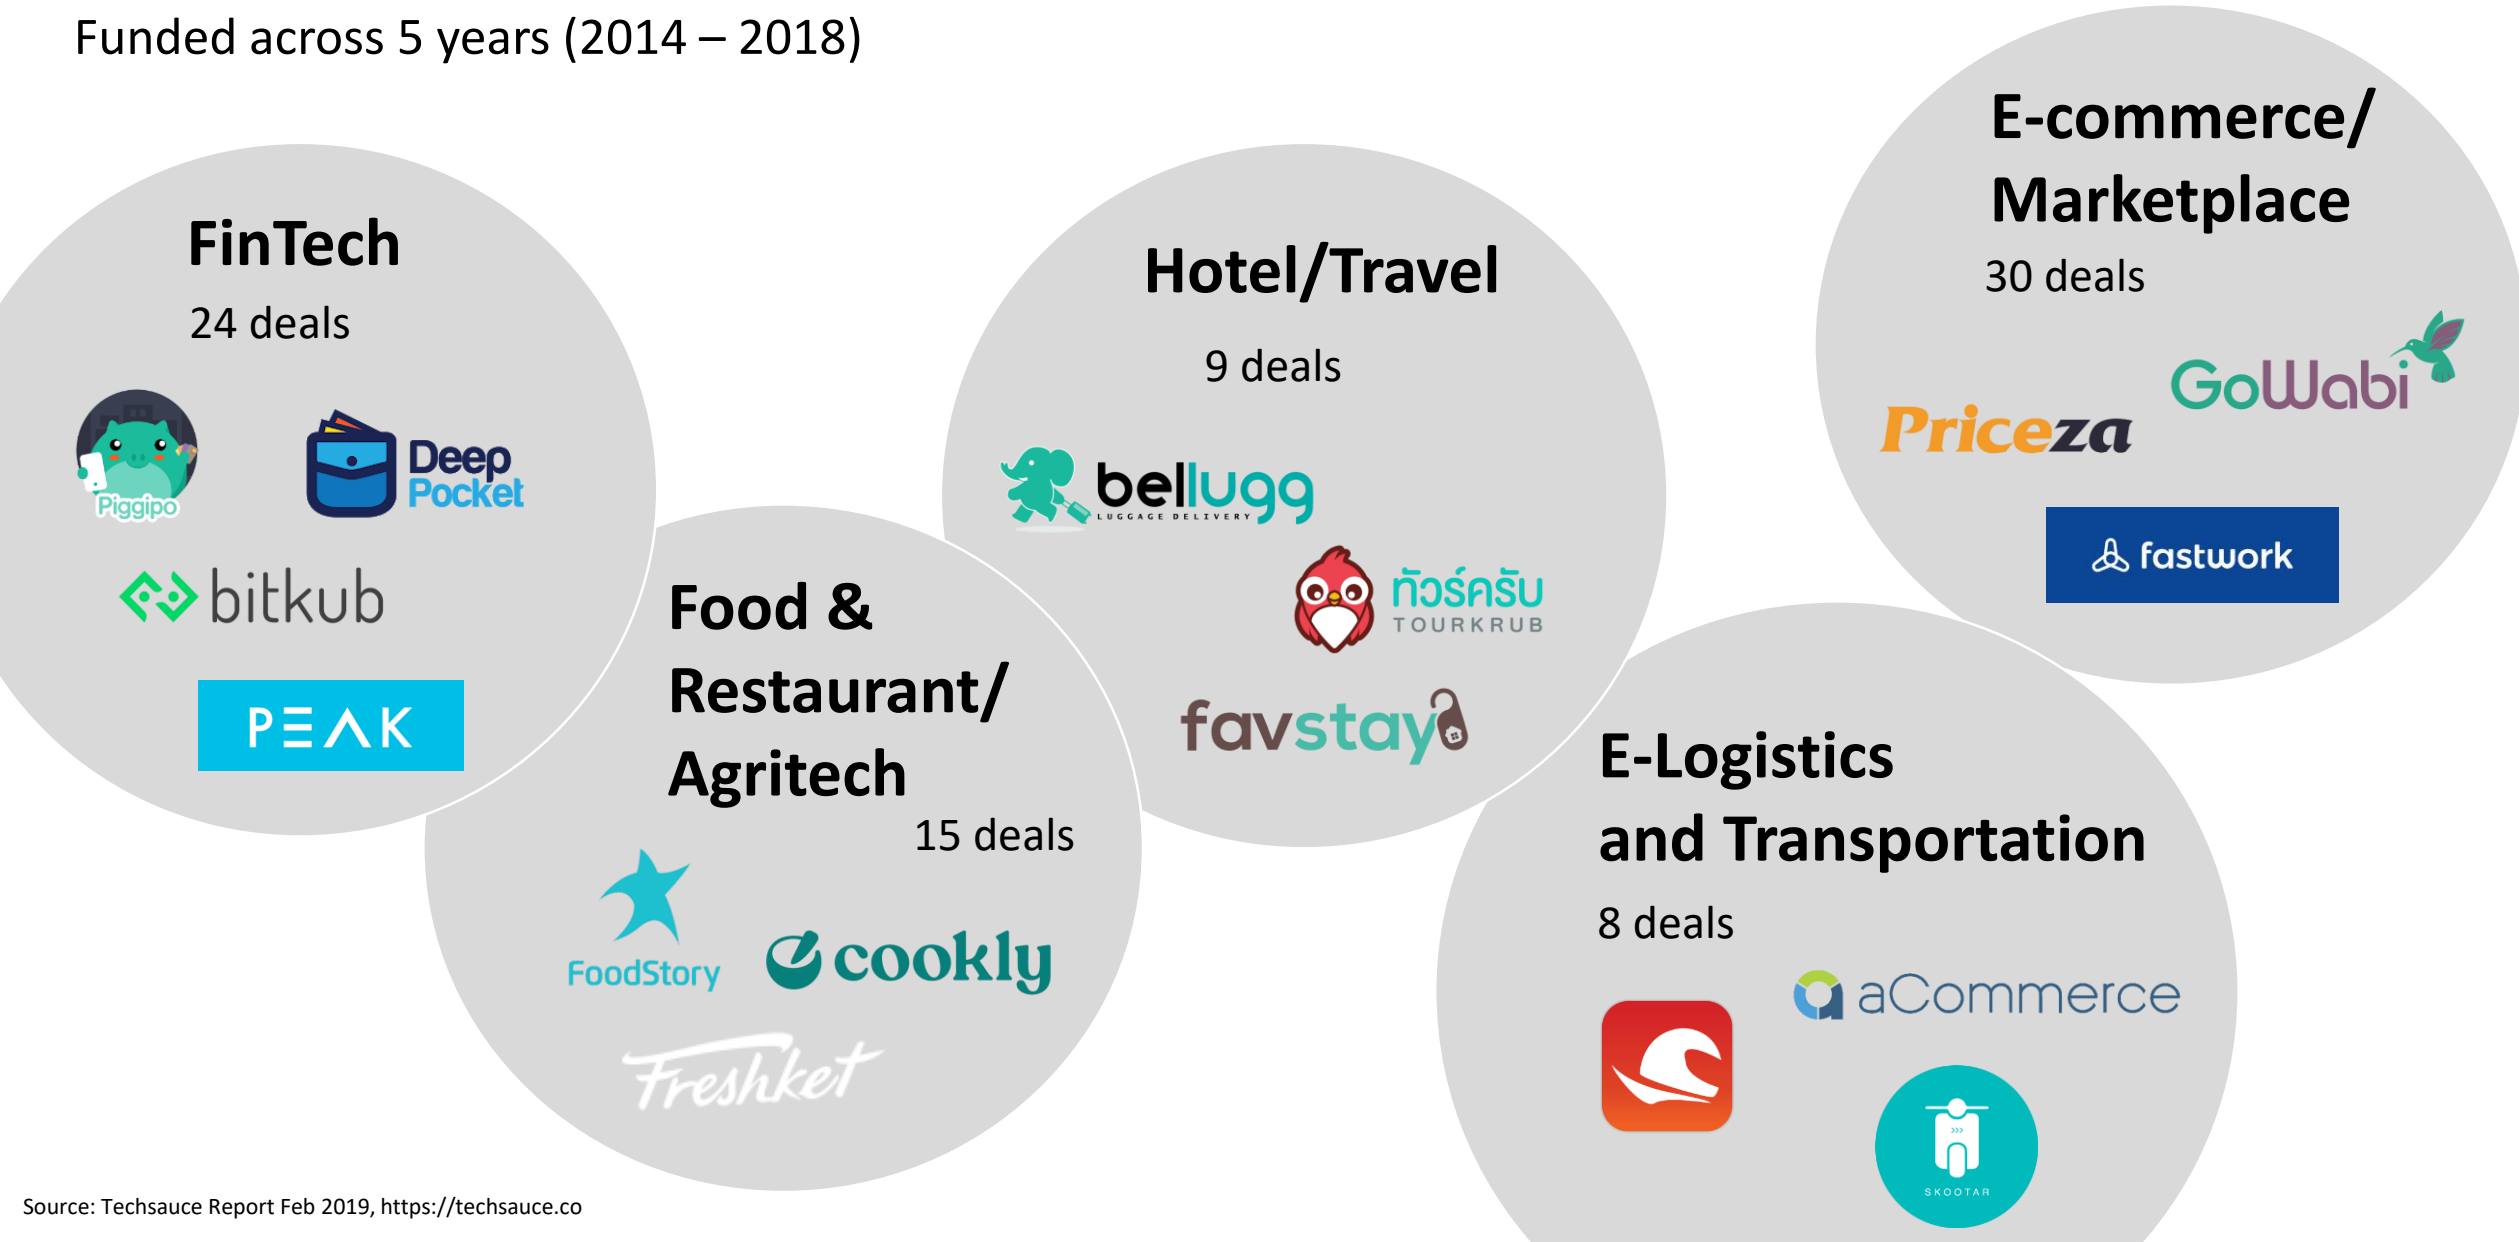 Funded across 5 years (2014 – 2018)
FinTech
24 deals
Piggipo
Deep
Pocket
bitkub
PEAK
Food &
Restaurant/
Agritech
15 deals
FoodStory
cookly
Freshket
Hotel/Travel
9 deals
bellugg
LUGGAGE DELIVERY
ทัวร์ครับ
TOURKRUB
favstay
E-commerce/
Marketplace
30 deals
GoWabi
Priceza
fastwork
E-Logistics
and Transportation
8 deals
aCommerce
SKOOTAR
Source: Techsauce Report Feb 2019, https://techsauce.co